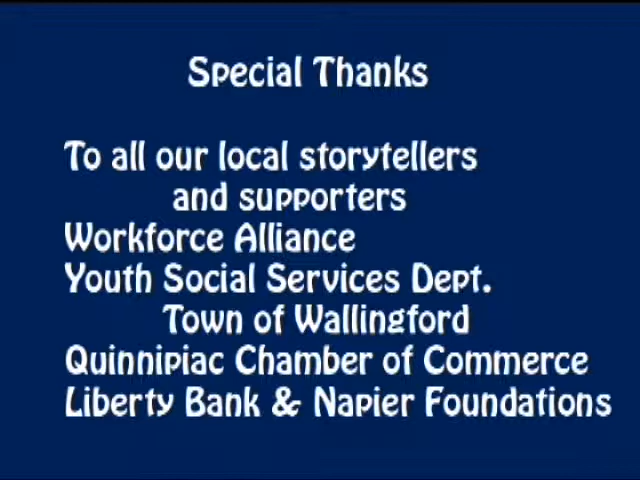 Special Thanks
To all our local storytellers
and supporters
Workforce Alliance
Youth Social Services Dept.
Town of Wallingford
Quinnipiac Chamber of Commerce
Liberty Bank & Napier Foundations